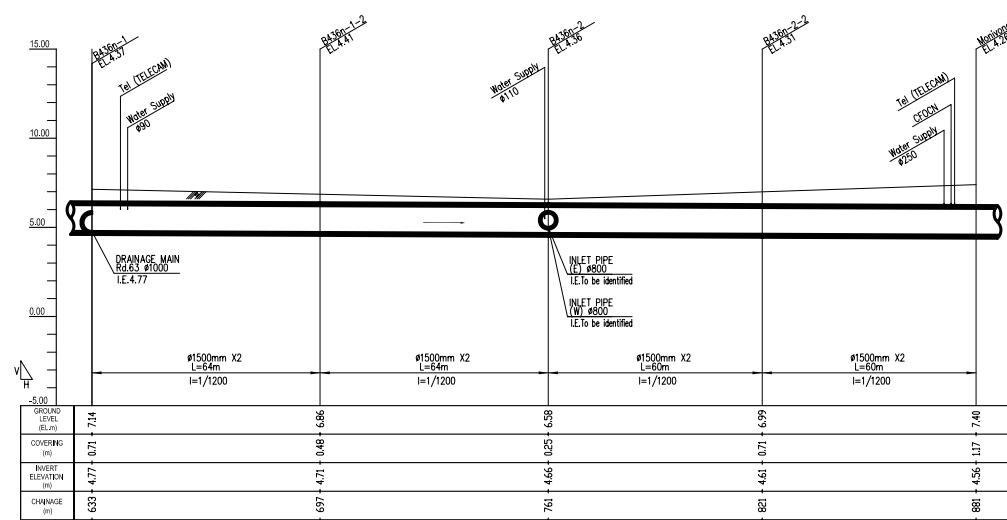 B436n-1
EL.4.37
B436n-1-2
EL.4.41
B436n-2
EL.4.36
B436n-2-2
EL.4.31
EL.4.26
15.00
10.00
5.00
0.00
-5.00
Tel (TELECAM)
Water Supply
ø90
Water Supply
ø110
Tel (TELECAM)
CFOCN
Water Supply
ø250
DRAINAGE MAIN
Rd.63 ø1000
I.E.4.77
INLET PIPE
(E) ø800
I.E.To be identified
INLET PIPE
(W) ø800
I.E.To be identified
V
H
ø1500mm X2
L=64m
I=1/1200
ø1500mm X2
L=64m
I=1/1200
ø1500mm X2
L=60m
I=1/1200
ø1500mm X2
L=60m
I=1/1200
GROUND
LEVEL
(EL.m)
7.14
6.86
6.58
6.99
7.40
COVERING
(m)
0.71
0.48
0.25
0.71
1.17
INVERT
ELEVATION
(m)
4.77
4.71
4.66
4.61
4.56
CHAINAGE
(m)
633
697
761
821
881